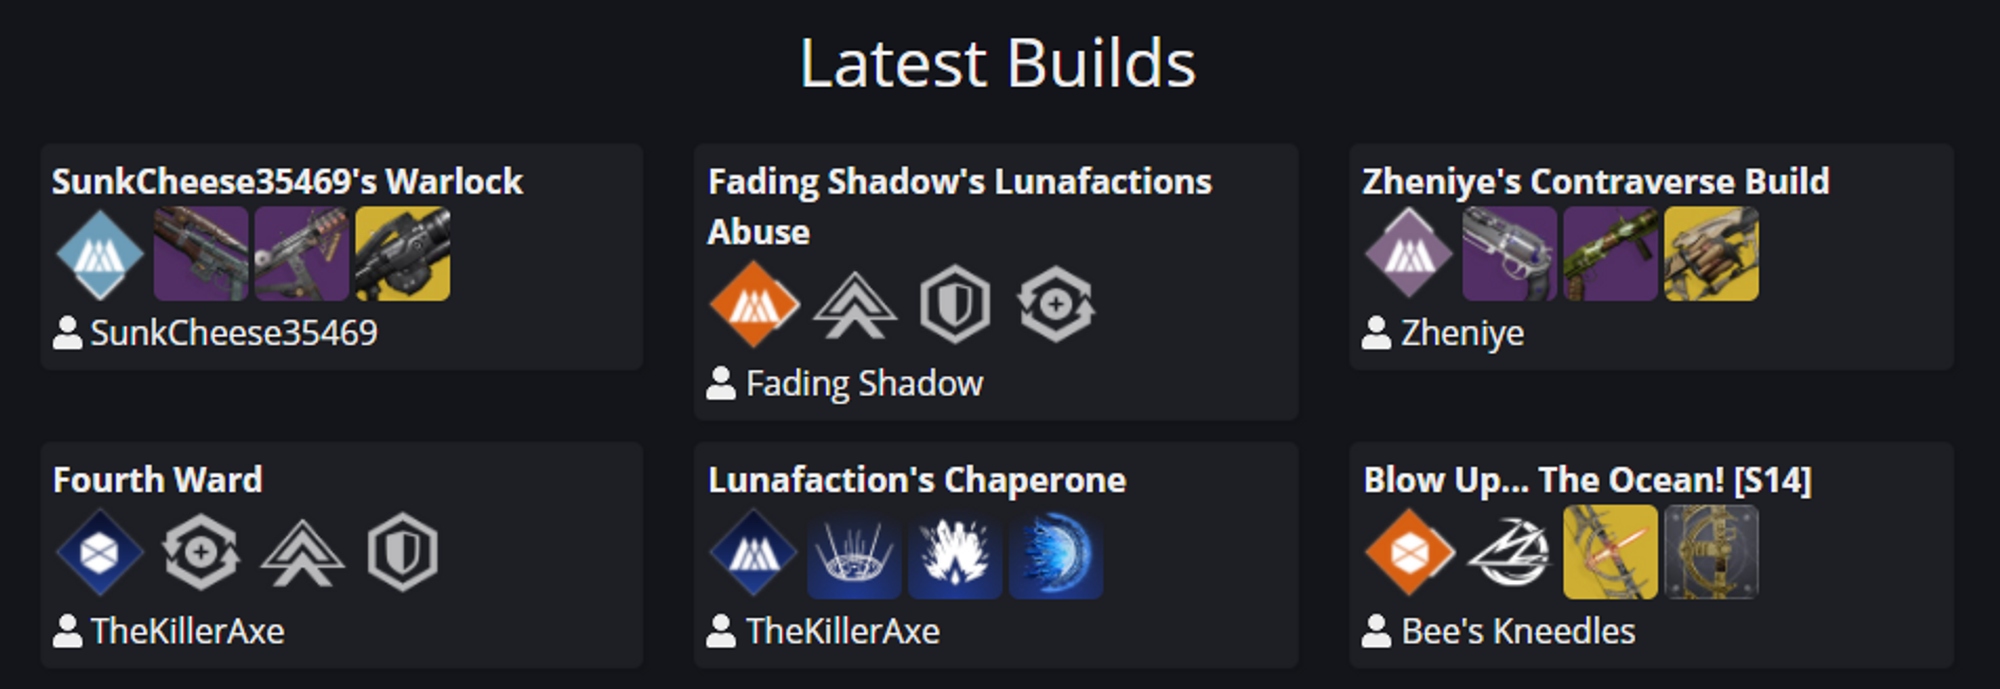 Latest Builds
SunkCheese35469's Warlock
SunkCheese35469
Fading Shadow's Lunafactions
Abuse
Fading Shadow
Zheniye's Contraverse Build
Zheniye
Fourth Ward
TheKillerAxe
Lunafaction's Chaperone
TheKillerAxe
Blow Up... The Ocean! [S14]
Bee's Kneedles